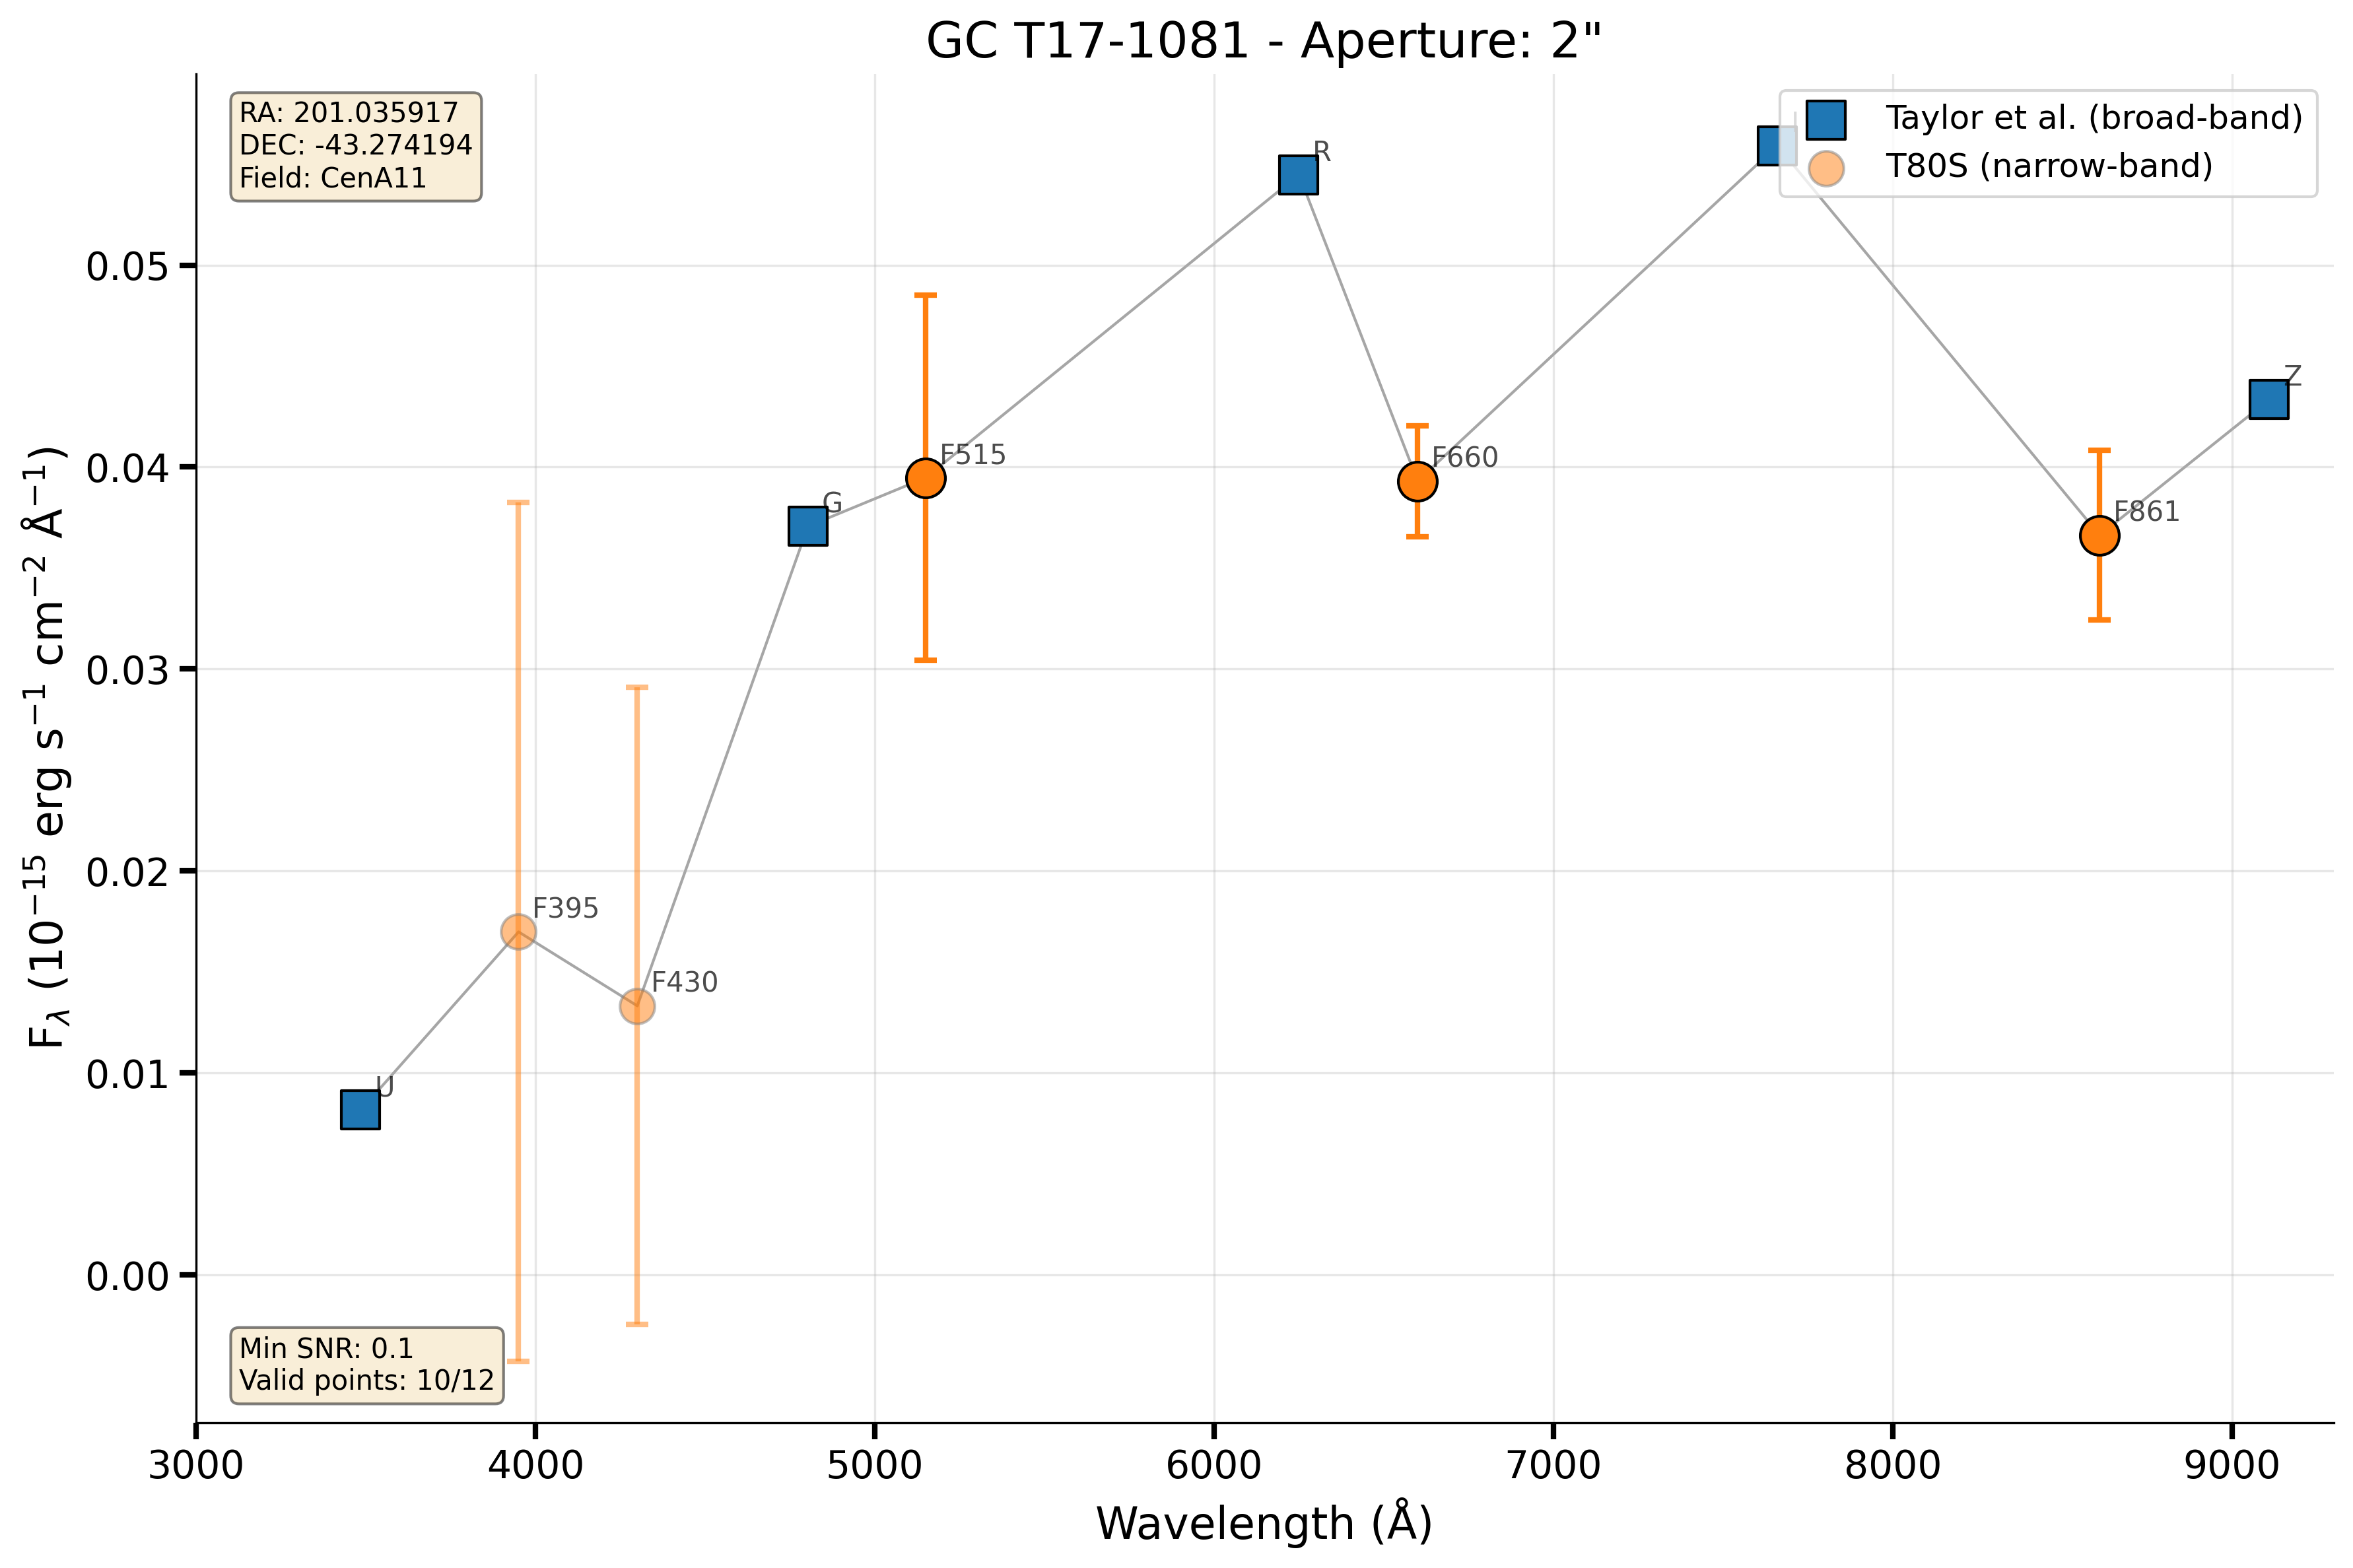 GC T17-1081 - Aperture: 2"
RA: 201.035917
DEC: -43.274194
Field: CenA11
Taylor et al. (broad-band)
T80S (narrow-band)
R
Z
F515
F660
G
F861
F395
F430
U
0.05
0.04
0.03
0.02
0.01
0.00
F_λ (10⁻¹⁵ erg s⁻¹ cm⁻² Å⁻¹)
Min SNR: 0.1
Valid points: 10/12
3000 4000 5000 6000 7000 8000 9000
Wavelength (Å)